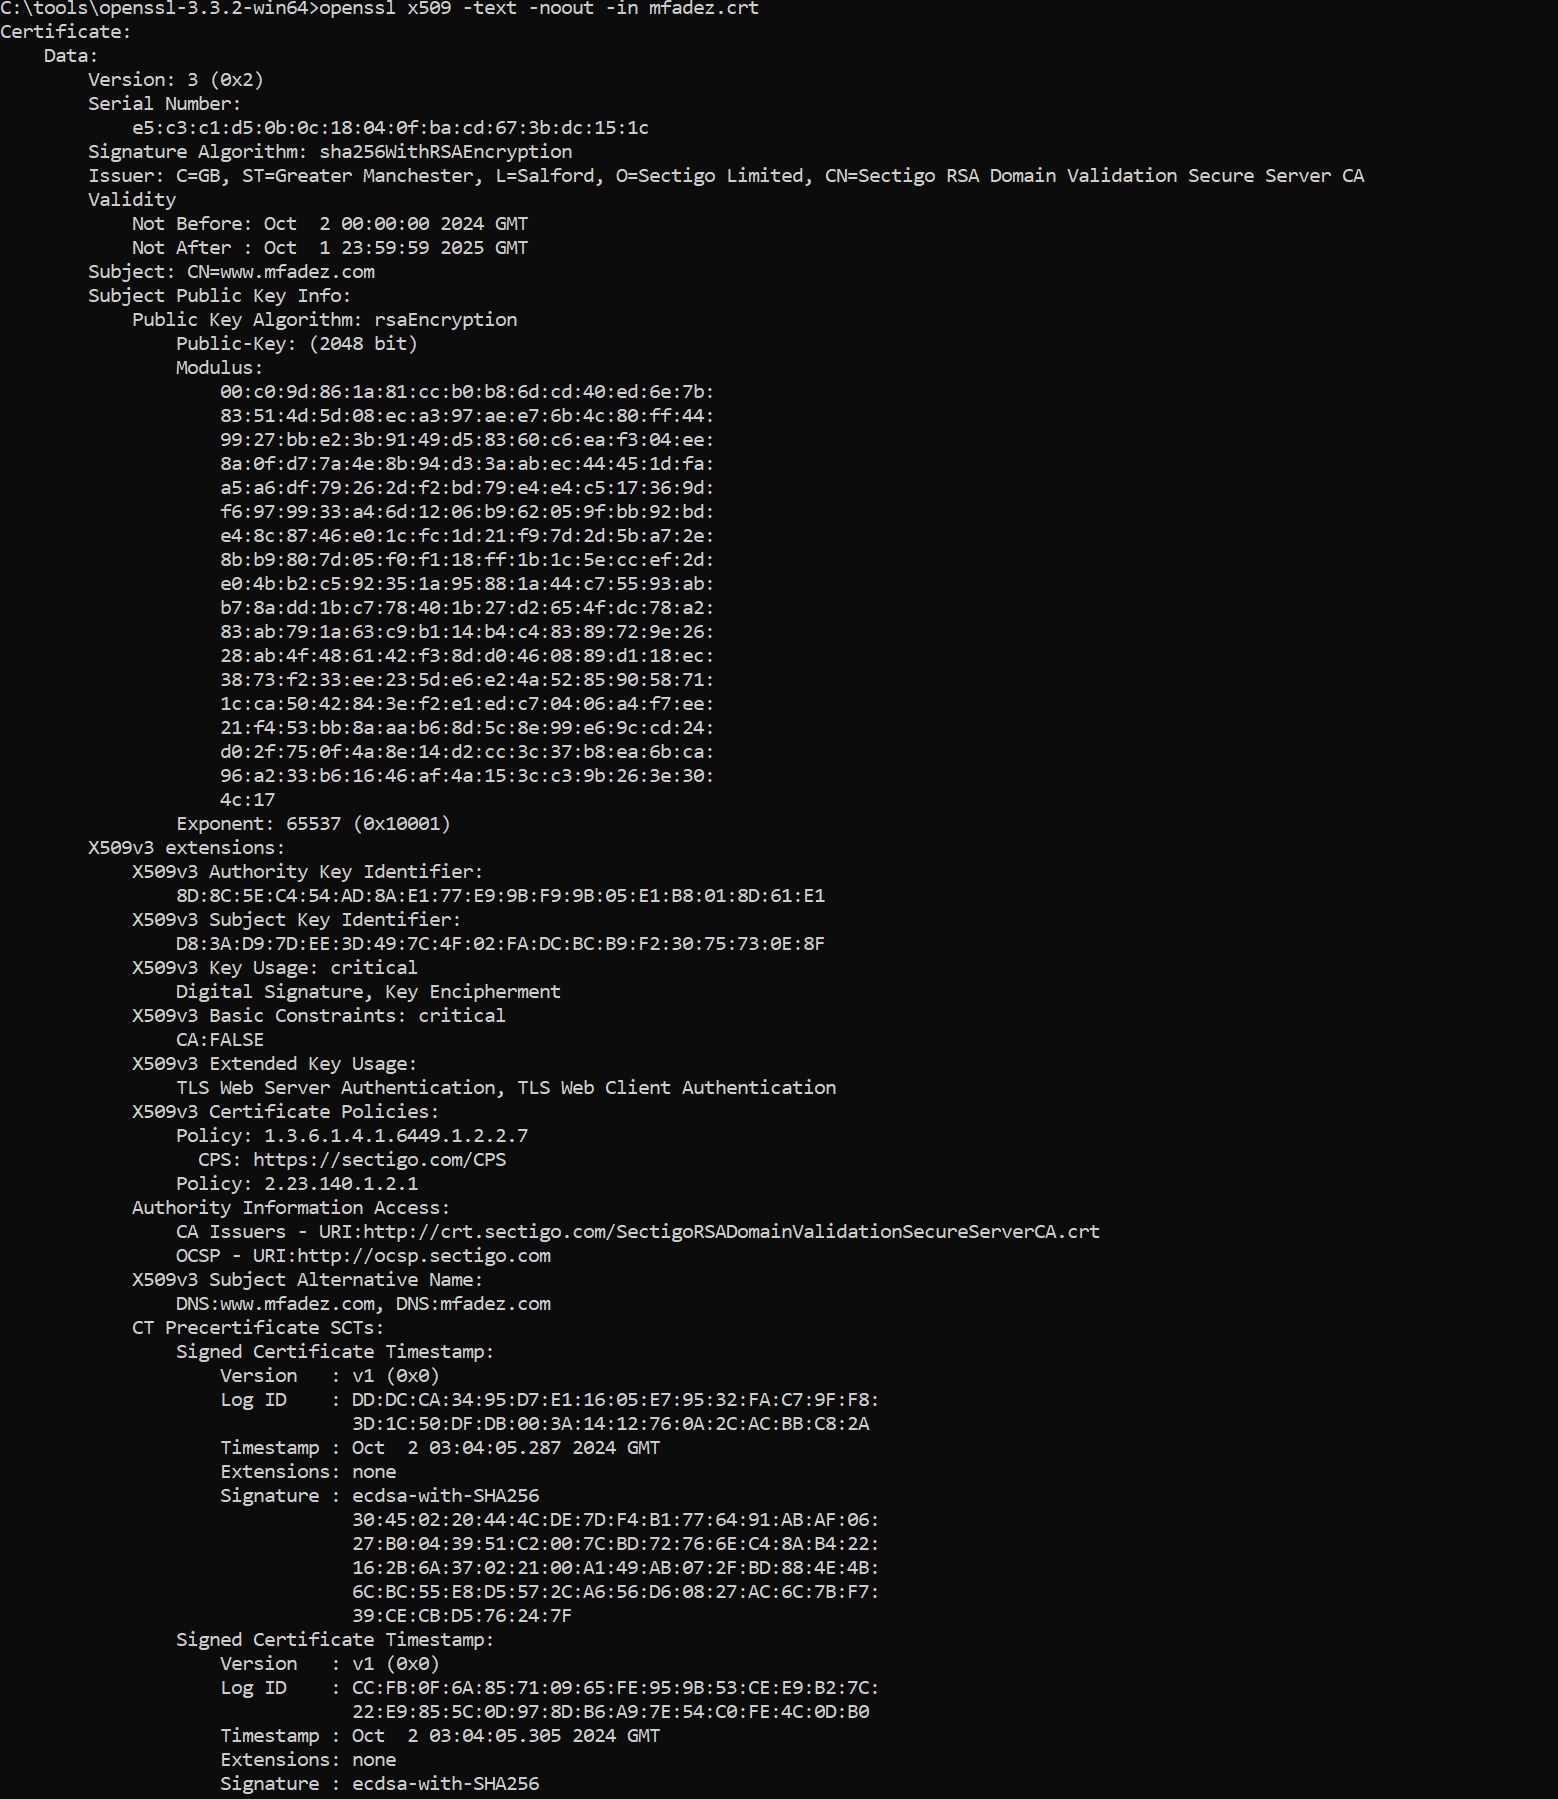 C:\tools\openssl-3.3.2-win64>openssl x509 -text -noout -in mfadez.crt
Certificate:
    Data:
        Version: 3 (0x2)
        Serial Number:
            e5:c3:c1:d5:0b:0c:18:04:0f:ba:cd:67:3b:dc:15:1c
        Signature Algorithm: sha256WithRSAEncryption
        Issuer: C=GB, ST=Greater Manchester, L=Salford, O=Sectigo Limited, CN=Sectigo RSA Domain Validation Secure Server CA
        Validity
            Not Before: Oct  2 00:00:00 2024 GMT
            Not After : Oct  1 23:59:59 2025 GMT
        Subject: CN=www.mfadez.com
        Subject Public Key Info:
            Public Key Algorithm: rsaEncryption
                Public-Key: (2048 bit)
                Modulus:
                    00:c0:9d:86:1a:81:cc:b0:b8:6d:cd:40:ed:6e:7b:
                    83:51:4d:5d:08:ec:a3:97:ae:e7:6b:4c:80:ff:44:
                    99:27:bb:e2:3b:91:49:d5:83:60:c6:ea:f3:04:ee:
                    8a:0f:d7:7a:4e:8b:94:d3:3a:ab:ec:44:45:1d:fa:
                    a5:a6:df:79:26:2d:f2:bd:79:e4:e4:c5:17:36:9d:
                    f6:97:99:33:a4:6d:12:06:b9:62:05:9f:bb:92:bd:
                    e4:8c:87:46:e0:1c:fc:1d:21:f9:7d:2d:5b:a7:2e:
                    8b:b9:80:7d:05:f0:f1:18:ff:1b:1c:5e:cc:ef:2d:
                    e0:4b:b2:c5:92:35:1a:95:88:1a:44:c7:55:93:ab:
                    b7:8a:dd:1b:c7:78:40:1b:27:d2:65:4f:dc:78:a2:
                    83:ab:79:1a:63:c9:b1:14:b4:c4:83:89:72:9e:26:
                    28:ab:4f:48:61:42:f3:8d:d0:46:08:89:d1:18:ec:
                    38:73:f2:33:ee:23:5d:e6:e2:4a:52:85:90:58:71:
                    1c:ca:50:42:84:3e:f2:e1:ed:c7:04:06:a4:f7:ee:
                    21:f4:53:bb:8a:aa:b6:8d:5c:8e:99:e6:9c:cd:24:
                    d0:2f:75:0f:4a:8e:14:d2:cc:3c:37:b8:ea:6b:ca:
                    96:a2:33:b6:16:46:af:4a:15:3c:c3:9b:26:3e:30:
                    4c:17
                Exponent: 65537 (0x10001)
        X509v3 extensions:
            X509v3 Authority Key Identifier:
                8D:8C:5E:C4:54:AD:8A:E1:77:E9:9B:F9:9B:05:E1:B8:01:8D:61:E1
            X509v3 Subject Key Identifier:
                D8:3A:D9:7D:EE:3D:49:7C:4F:02:FA:DC:BC:B9:F2:30:75:73:0E:8F
            X509v3 Key Usage: critical
                Digital Signature, Key Encipherment
            X509v3 Basic Constraints: critical
                CA:FALSE
            X509v3 Extended Key Usage:
                TLS Web Server Authentication, TLS Web Client Authentication
            X509v3 Certificate Policies:
                Policy: 1.3.6.1.4.1.6449.1.2.2.7
                  CPS: https://sectigo.com/CPS
                Policy: 2.23.140.1.2.1
            Authority Information Access:
                CA Issuers - URI:http://crt.sectigo.com/SectigoRSADomainValidationSecureServerCA.crt
                OCSP - URI:http://ocsp.sectigo.com
            X509v3 Subject Alternative Name:
                DNS:www.mfadez.com, DNS:mfadez.com
            CT Precertificate SCTs:
                Signed Certificate Timestamp:
                    Version   : v1 (0x0)
                    Log ID    : DD:DC:CA:34:95:D7:E1:16:05:E7:95:32:FA:C7:9F:F8:
                                3D:1C:50:DF:DB:00:3A:14:12:76:0A:2C:AC:BB:C8:2A
                    Timestamp : Oct  2 03:04:05.287 2024 GMT
                    Extensions: none
                    Signature : ecdsa-with-SHA256
                                30:45:02:20:44:4C:DE:7D:F4:B1:77:64:91:AB:AF:06:
                                27:B0:04:39:51:C2:00:7C:BD:72:76:6E:C4:8A:B4:22:
                                16:2B:6A:37:02:21:00:A1:49:AB:07:2F:BD:88:4E:4B:
                                6C:BC:55:E8:D5:57:2C:A6:56:D6:08:27:AC:6C:7B:F7:
                                39:CE:CB:D5:76:24:7F
                Signed Certificate Timestamp:
                    Version   : v1 (0x0)
                    Log ID    : CC:FB:0F:6A:85:71:09:65:FE:95:9B:53:CE:E9:B2:7C:
                                22:E9:85:5C:0D:97:8D:B6:A9:7E:54:C0:FE:4C:0D:B0
                    Timestamp : Oct  2 03:04:05.305 2024 GMT
                    Extensions: none
                    Signature : ecdsa-with-SHA256